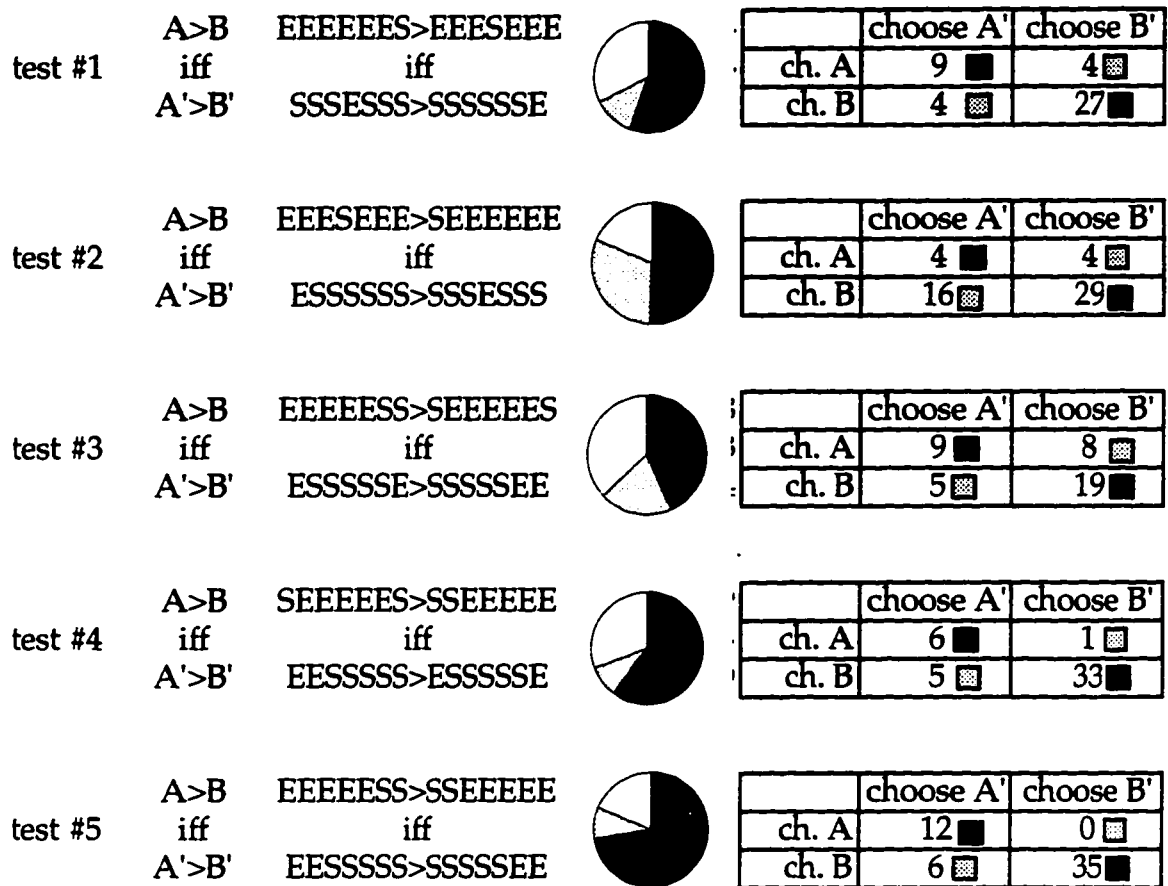 A>B EEEEEES>EEESEEE choose A' choose B'
test #1 iff iff ch. A 9 4
A'>B' SSSESSS>SSSSSSE ch. B 4 27
A>B EEESEEE>SEEEEEE choose A' choose B'
test #2 iff iff ch. A 4 4
A'>B' ESSSSSS>SSSESSS ch. B 16 29
A>B EEEEESS>SEEEEES choose A' choose B'
test #3 iff iff ch. A 9 8
A'>B' ESSSSSE>SSSSSEE ch. B 5 19
A>B SEEEEES>SSEEEEE choose A' choose B'
test #4 iff iff ch. A 6 1
A'>B' EESSSSS>ESSSSSE ch. B 5 33
A>B EEEEESS>SSEEEEE choose A' choose B'
test #5 iff iff ch. A 12 0
A'>B' EESSSSS>SSSSSEE ch. B 6 35